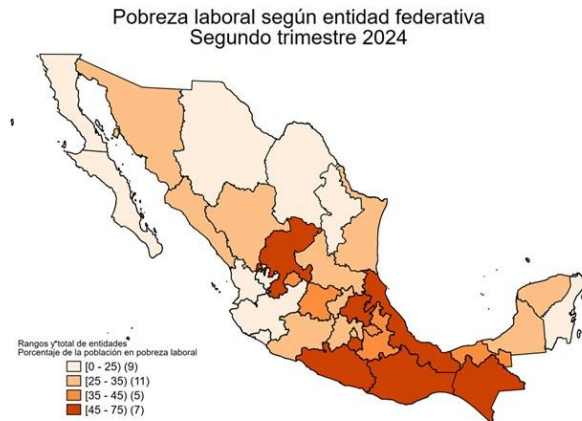 Pobreza laboral según entidad federativa
Segundo trimestre 2024
Rangos y*total de entidades
Porcentaje de la población en pobreza laboral
[0 - 25) (9)
[25 - 35) (11)
[35 - 45) (5)
[45 - 75) (7)